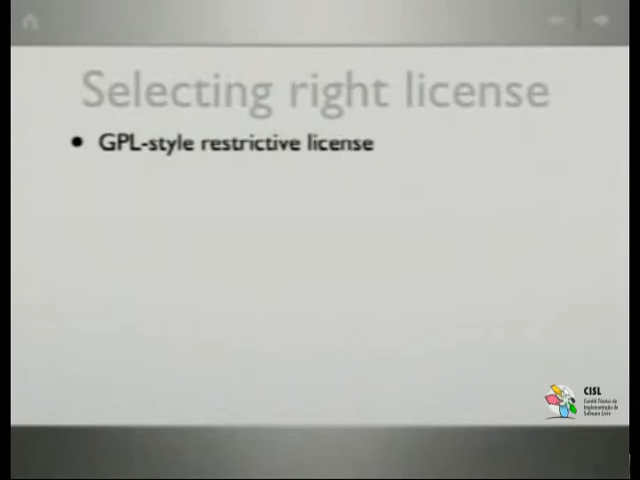 Selecting right license
• GPL-style restrictive license
CISL
Comitê Técnico de
Implementação de
Software Livre